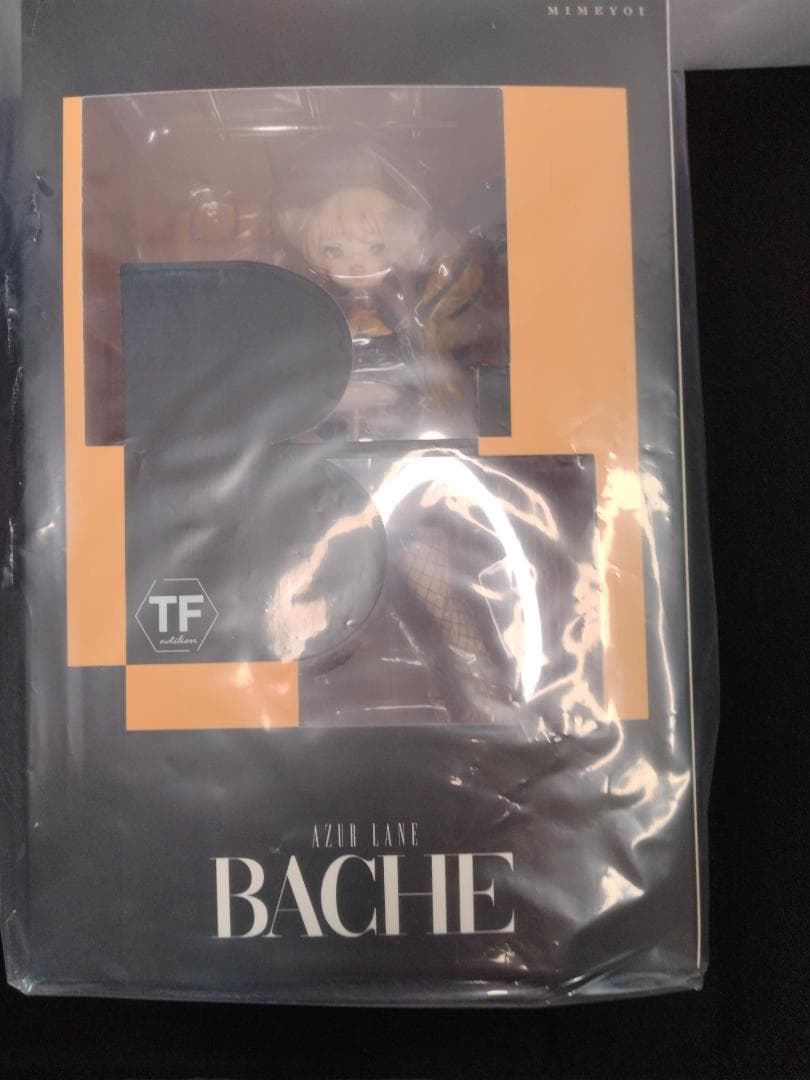 MIMEYOI
TF
edition
AZUR LANE
BACHE